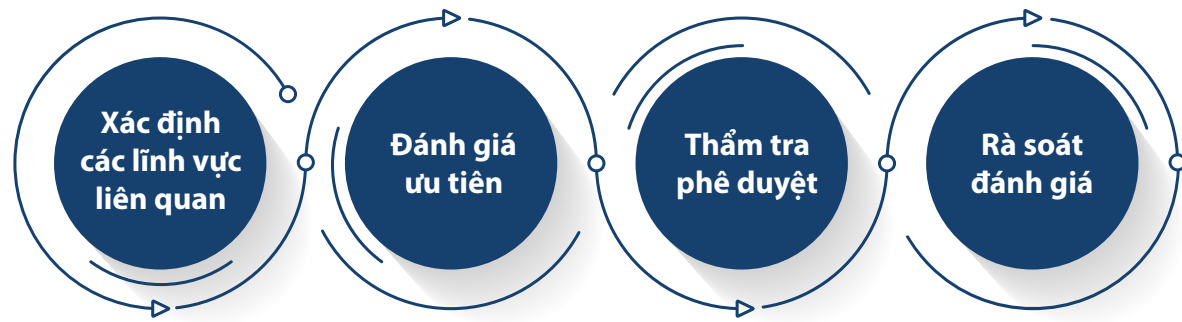 Xác định
các lĩnh vực
liên quan
Đánh giá
ưu tiên
Thẩm tra
phê duyệt
Rà soát
đánh giá